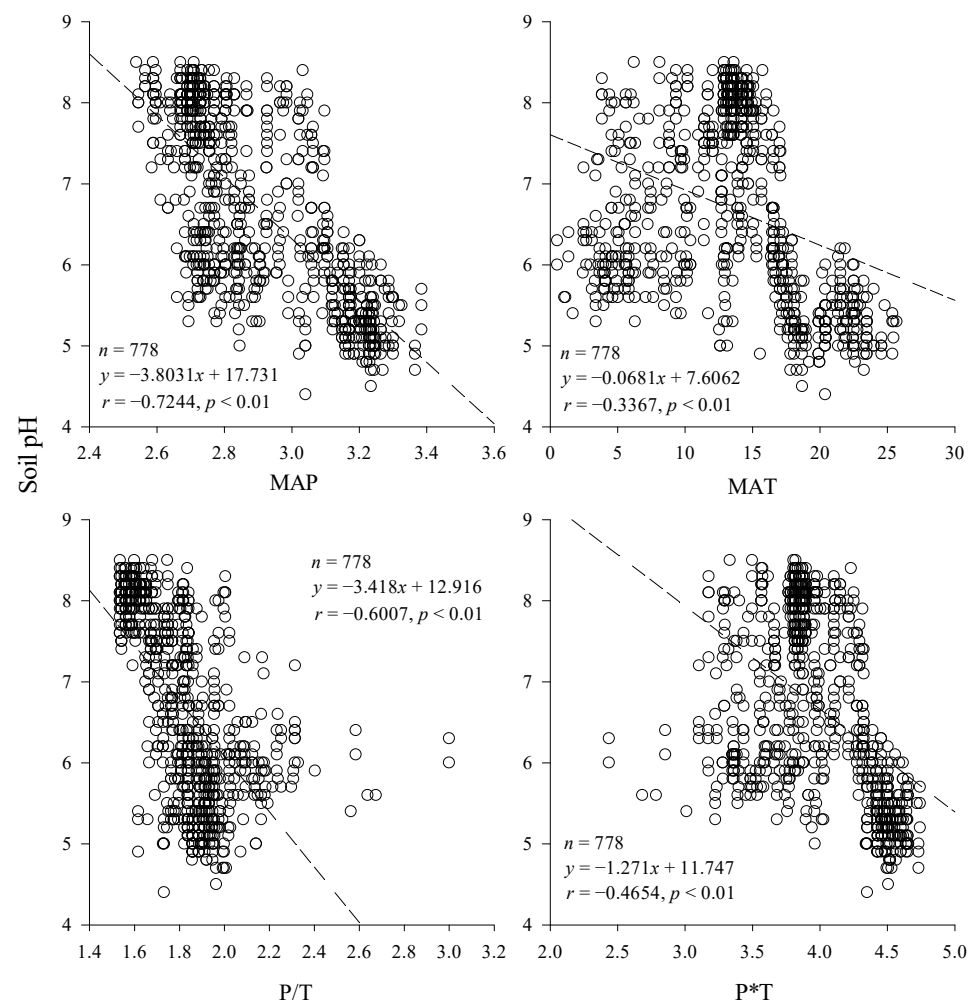 Soil pH
9
8
7
6
5
4
n = 778
y = −3.8031x + 17.731
r = −0.7244, p < 0.01
2.4 2.6 2.8 3.0 3.2 3.4 3.6
MAP
9
8
7
6
5
4
n = 778
y = −0.0681x + 7.6062
r = −0.3367, p < 0.01
0 5 10 15 20 25 30
MAT
9
8
7
6
5
4
n = 778
y = −3.418x + 12.916
r = −0.6007, p < 0.01
1.4 1.6 1.8 2.0 2.2 2.4 2.6 2.8 3.0 3.2
P/T
9
8
7
6
5
4
n = 778
y = −1.271x + 11.747
r = −0.4654, p < 0.01
2.0 2.5 3.0 3.5 4.0 4.5 5.0
P*T